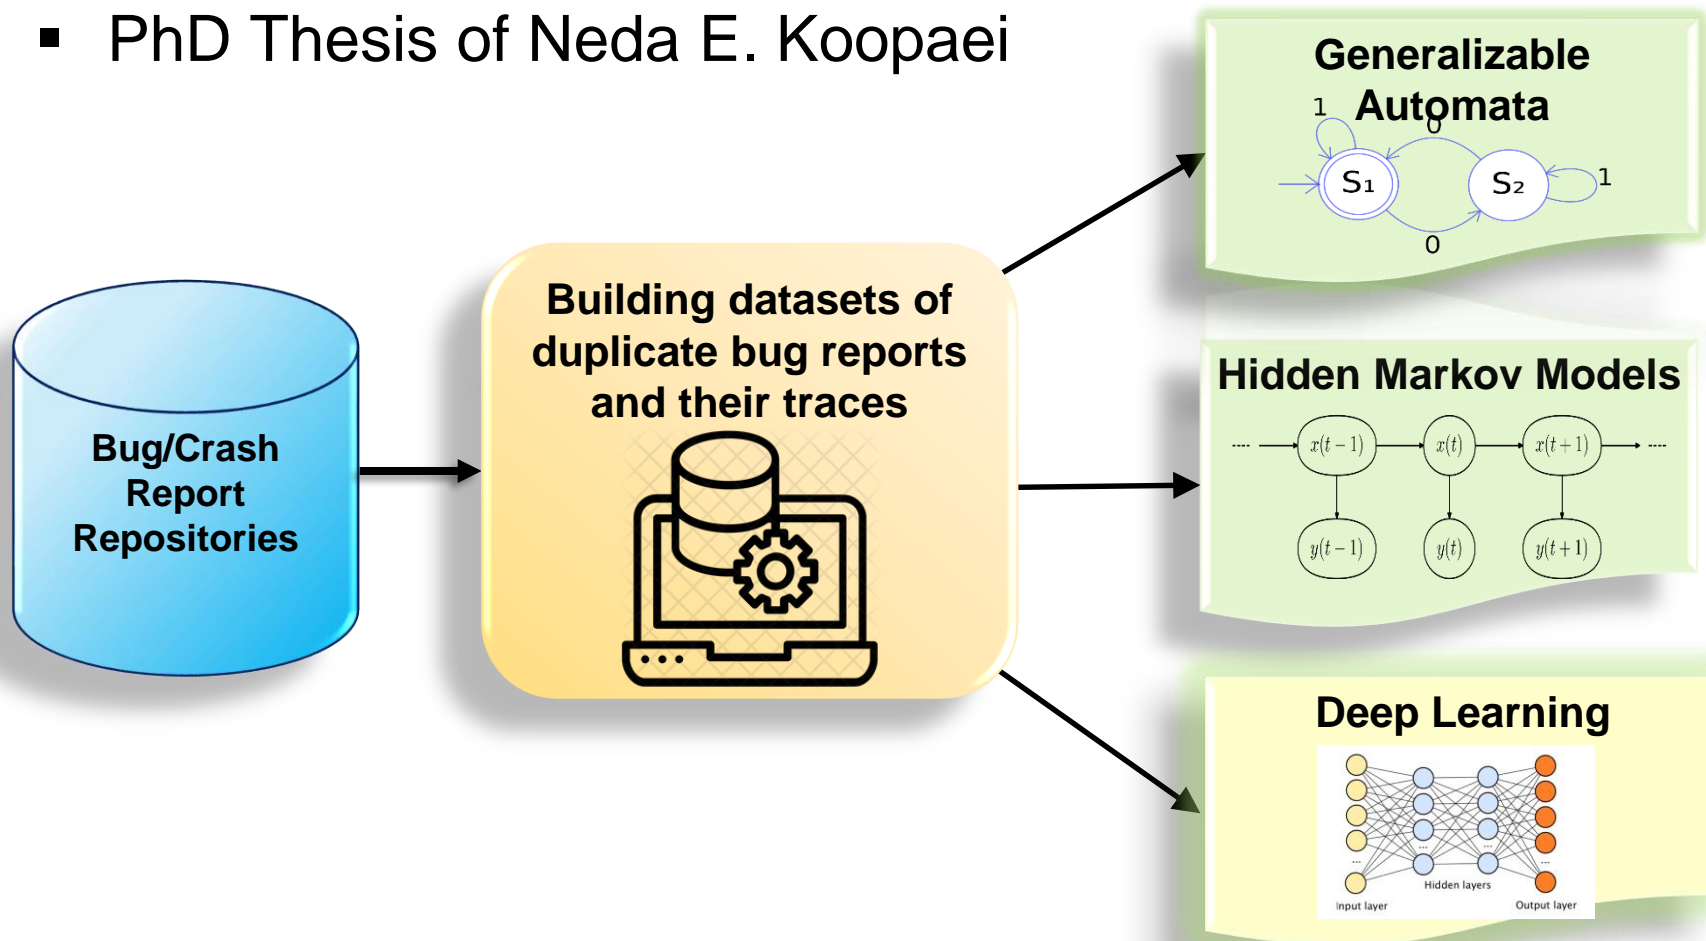 ▪ PhD Thesis of Neda E. Koopaei
Bug/Crash
Report
Repositories
Building datasets of
duplicate bug reports
and their traces
Generalizable
Automata
1
0
S₁
S₂
1
0
Hidden Markov Models
x(t − 1)
x(t)
x(t + 1)
y(t − 1)
y(t)
y(t + 1)
Deep Learning
...
...
...
...
Hidden layers
Input layer
Output layer